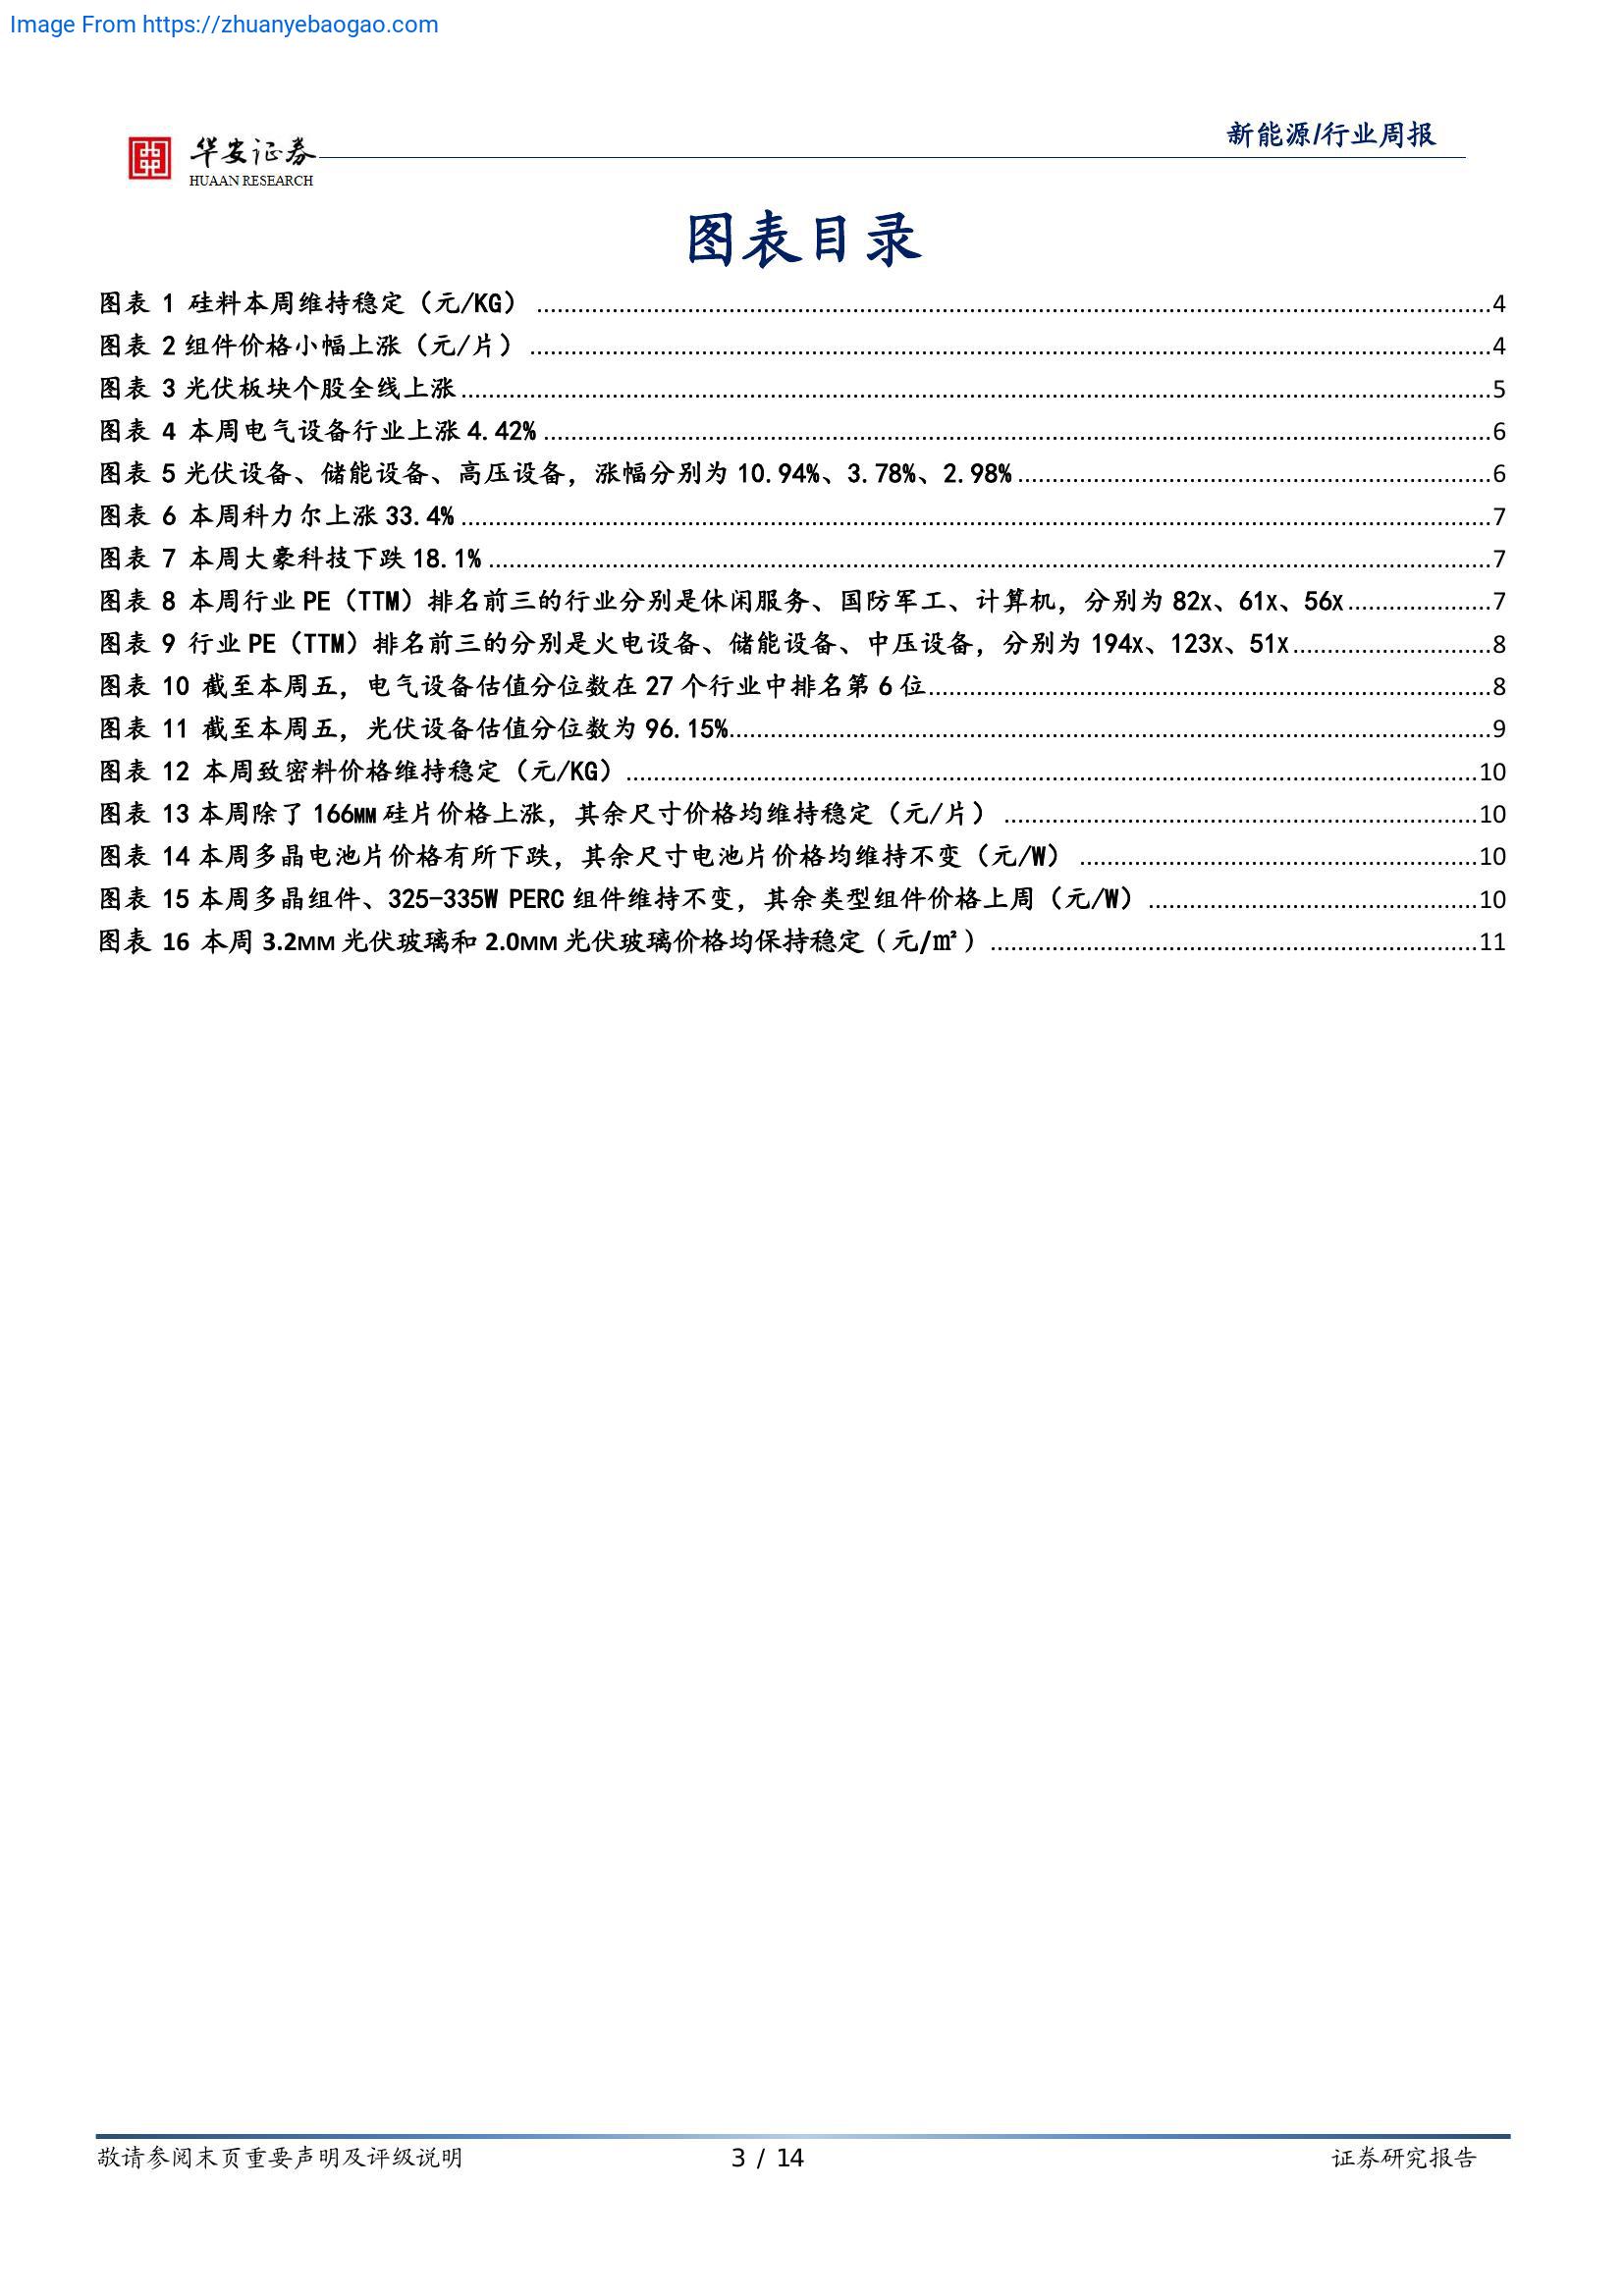 Image From https://zhuanyebaogao.com
华安证券
HUAAN RESEARCH
新能源/行业周报
图表目录
图表 1 硅料本周维持稳定（元/KG） ........ 4
图表 2 组件价格小幅上涨（元/片） ........ 4
图表 3 光伏板块个股全线上涨 ........ 5
图表 4 本周电气设备行业上涨 4.42% ........ 6
图表 5 光伏设备、储能设备、高压设备，涨幅分别为 10.94%、3.78%、2.98% ........ 6
图表 6 本周科力尔上涨 33.4% ........ 7
图表 7 本周大豪科技下跌 18.1% ........ 7
图表 8 本周行业 PE（TTM）排名前三的行业分别是休闲服务、国防军工、计算机，分别为 82X、61X、56X ........ 7
图表 9 行业 PE（TTM）排名前三的分别是火电设备、储能设备、中压设备，分别为 194X、123X、51X ........ 8
图表 10 截至本周五，电气设备估值分位数在 27 个行业中排名第 6 位 ........ 8
图表 11 截至本周五，光伏设备估值分位数为 96.15% ........ 9
图表 12 本周致密料价格维持稳定（元/KG） ........ 10
图表 13 本周除了 166MM 硅片价格上涨，其余尺寸价格均维持稳定（元/片） ........ 10
图表 14 本周多晶电池片价格有所下跌，其余尺寸电池片价格均维持不变（元/W） ........ 10
图表 15 本周多晶组件、325-335W PERC 组件维持不变，其余类型组件价格上周（元/W） ........ 10
图表 16 本周 3.2MM 光伏玻璃和 2.0MM 光伏玻璃价格均保持稳定（元/㎡） ........ 11
敬请参阅末页重要声明及评级说明
3 / 14
证券研究报告